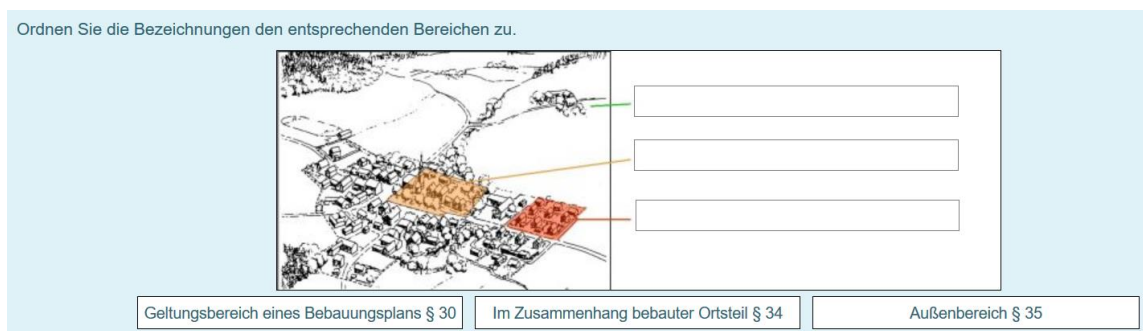 Ordnen Sie die Bezeichnungen den entsprechenden Bereichen zu.
Geltungsbereich eines Bebauungsplans § 30
Im Zusammenhang bebauter Ortsteil § 34
Außenbereich § 35